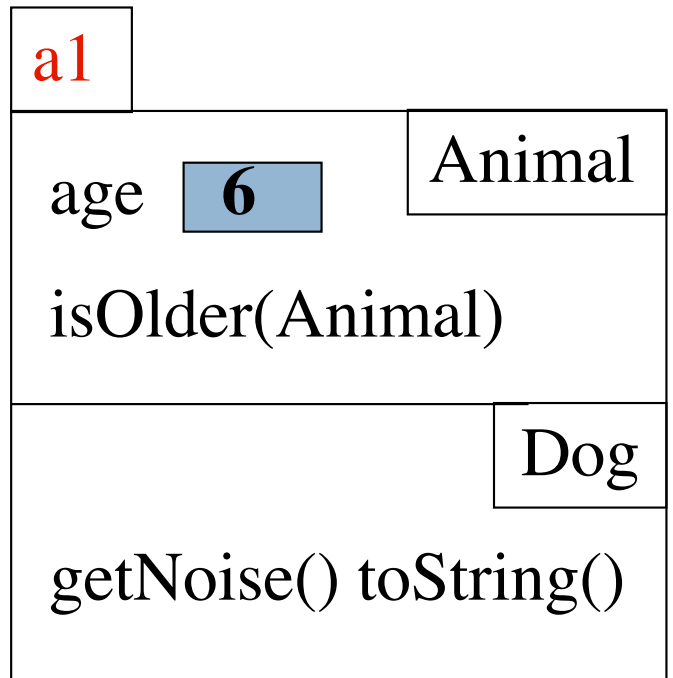 a1
Animal
age 6
isOlder(Animal)
Dog
getNoise() toString()